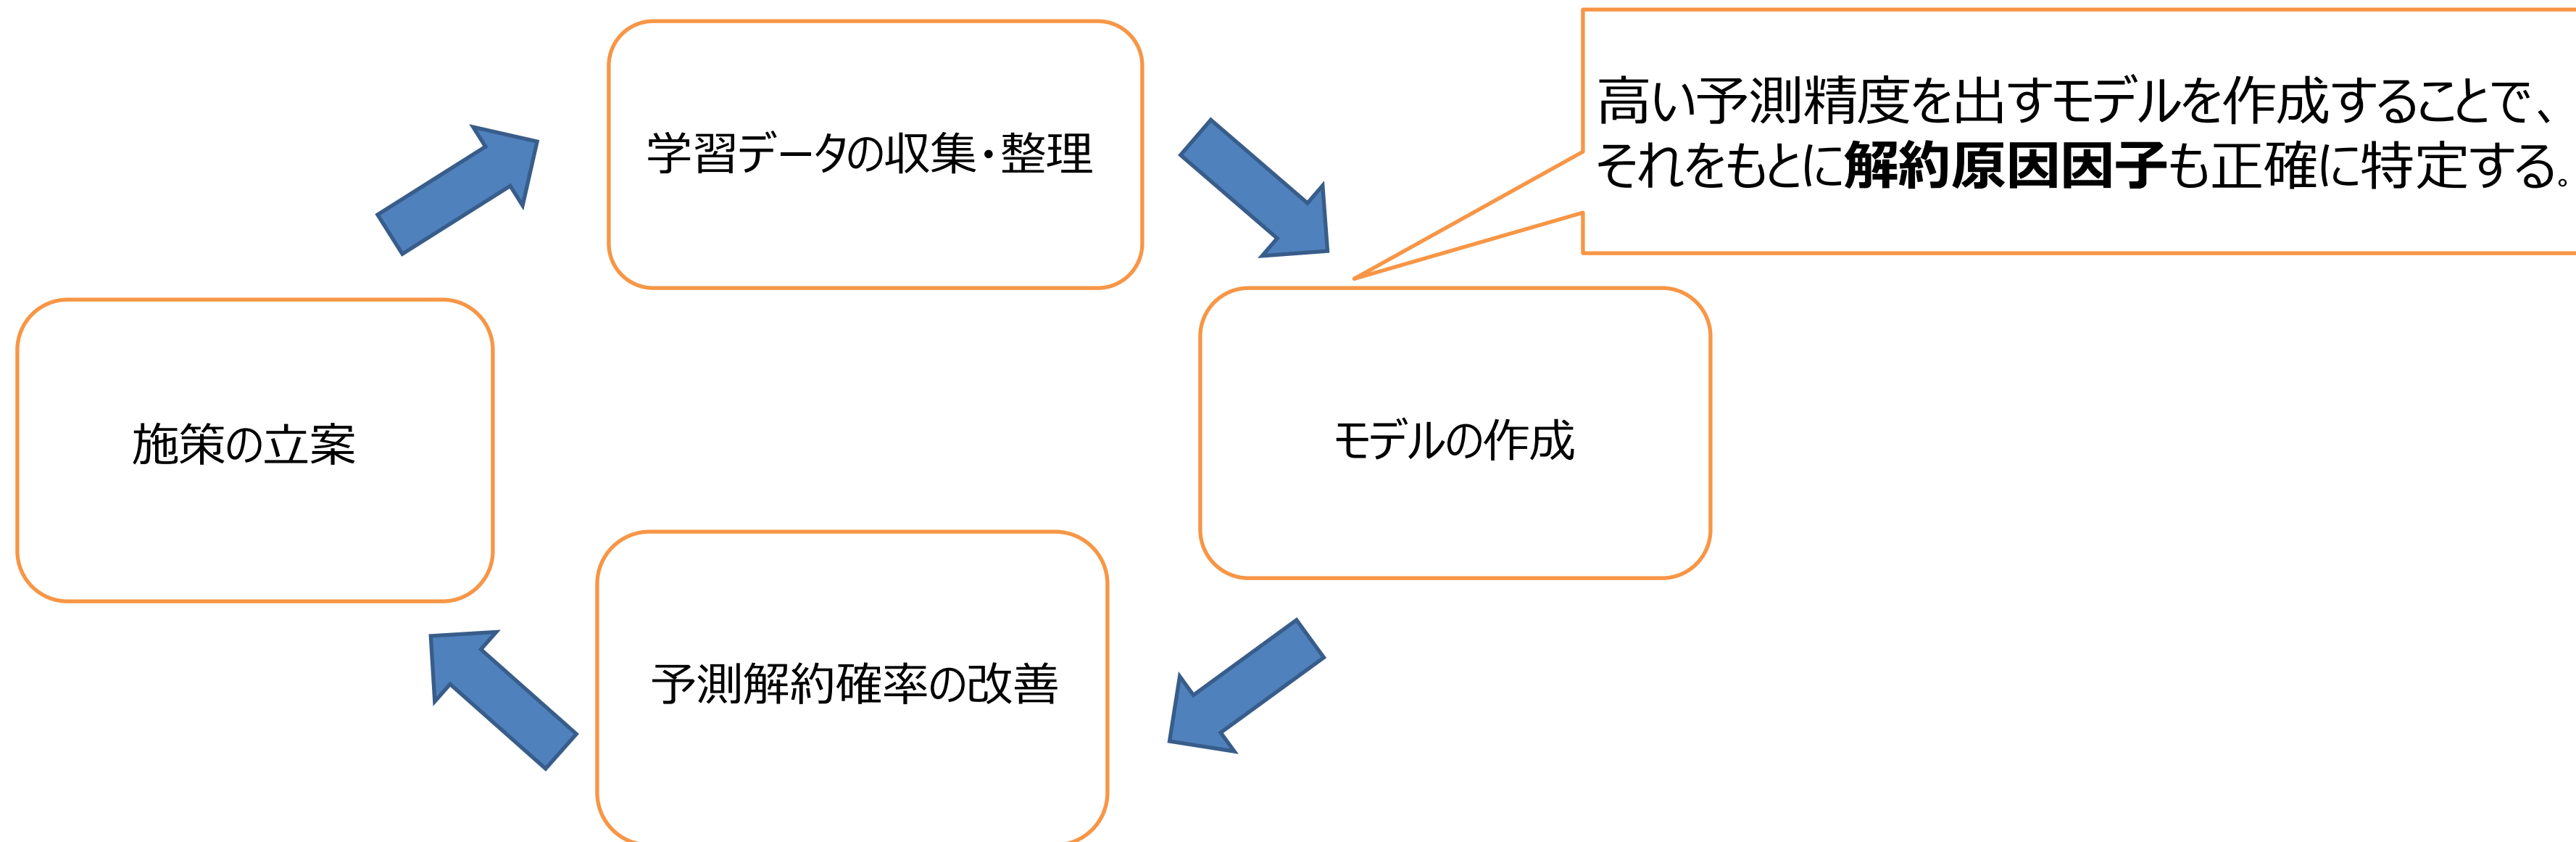 高い予測精度を出すモデルを作成することで、
それをもとに解約原因因子も正確に特定する。
学習データの収集・整理
モデルの作成
施策の立案
予測解約確率の改善